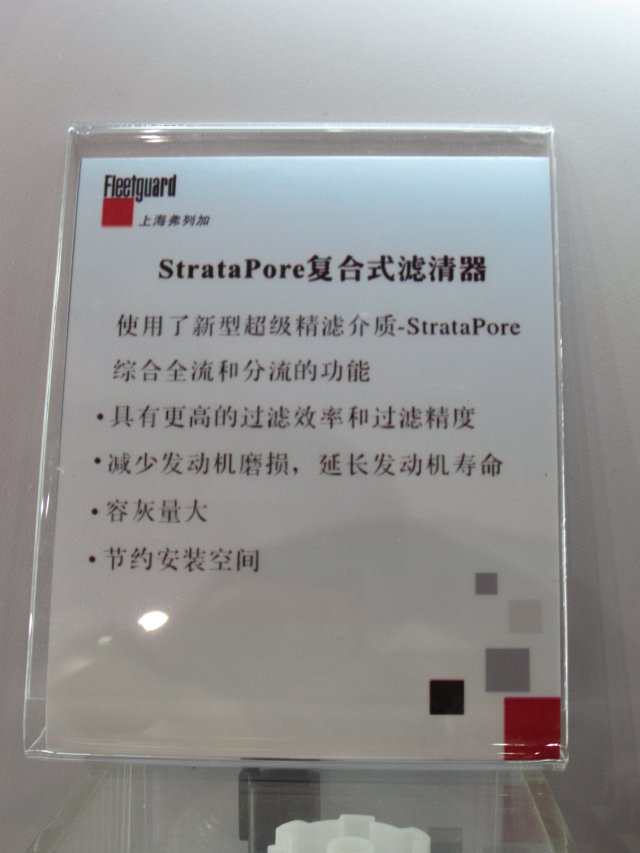 Fleetguard
上海弗列加
StrataPore复合式滤清器
使用了新型超级精滤介质-StrataPore
综合全流和分流的功能
•具有更高的过滤效率和过滤精度
•减少发动机磨损，延长发动机寿命
•容灰量大
•节约安装空间